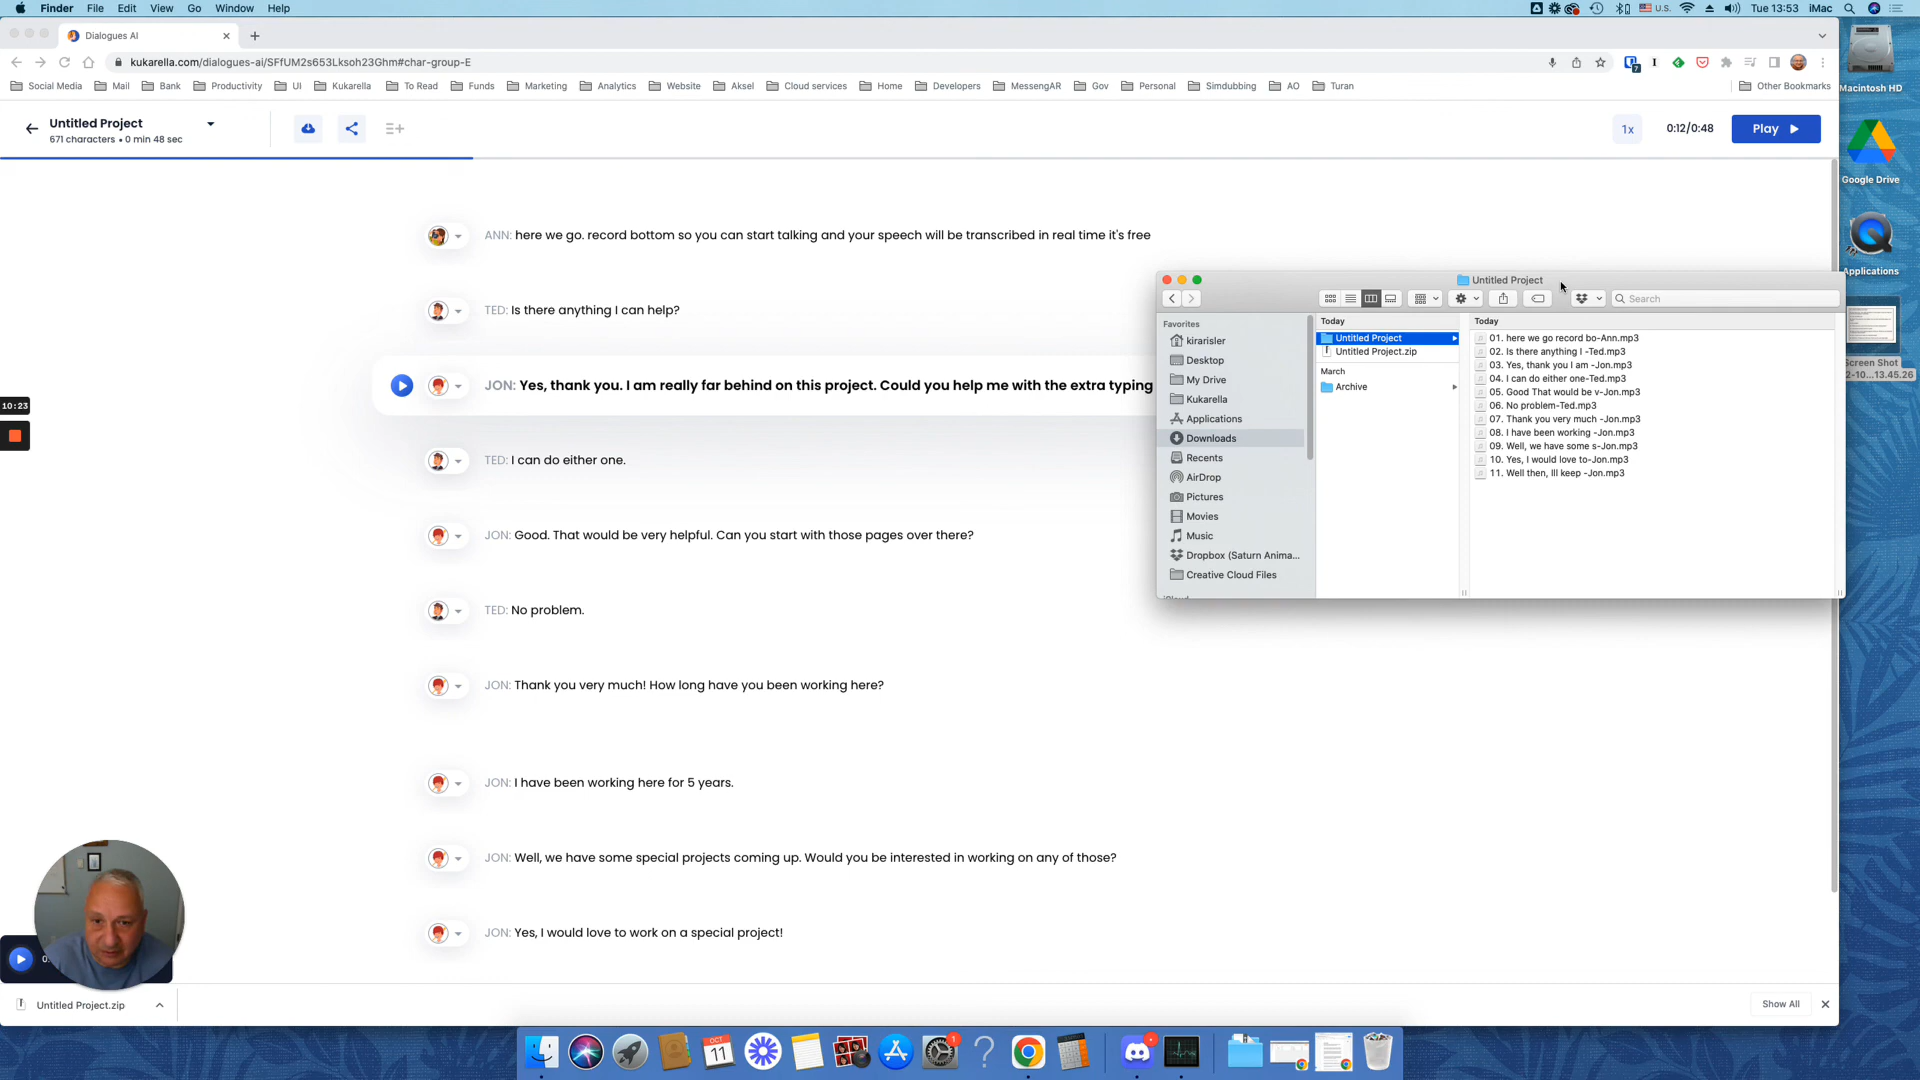 Finder File Edit View Go Window Help
U.S. Tue 13:53 iMac
Dialogues AI
kukarella.com/dialogues-ai/SFfUM2s653Lksoh23Ghm#char-group-E
7
Social Media Mail Bank Productivity UI Kukarella To Read Funds Marketing Analytics Website Aksel Cloud services Home Developers MessengAR Gov Personal Simdubbing AO Turan Other Bookmarks
Macintosh HD
Untitled Project
671 characters • 0 min 48 sec
1x 0:12/0:48 Play
Google Drive
ANN: here we go. record bottom so you can start talking and your speech will be transcribed in real time it's free
Applications
TED: Is there anything I can help?
JON: Yes, thank you. I am really far behind on this project. Could you help me with the extra typing
TED: I can do either one.
JON: Good. That would be very helpful. Can you start with those pages over there?
TED: No problem.
JON: Thank you very much! How long have you been working here?
JON: I have been working here for 5 years.
JON: Well, we have some special projects coming up. Would you be interested in working on any of those?
JON: Yes, I would love to work on a special project!
Untitled Project
Search
Favorites
kirarisler
Desktop
My Drive
Kukarella
Applications
Downloads
Recents
AirDrop
Pictures
Movies
Music
Dropbox (Saturn Anima...
Creative Cloud Files
Today
Untitled Project
Untitled Project.zip
March
Archive
Today
01. here we go record bo-Ann.mp3
02. Is there anything I -Ted.mp3
03. Yes, thank you I am -Jon.mp3
04. I can do either one-Ted.mp3
05. Good That would be v-Jon.mp3
06. No problem-Ted.mp3
07. Thank you very much -Jon.mp3
08. I have been working -Jon.mp3
09. Well, we have some s-Jon.mp3
10. Yes, I would love to-Jon.mp3
11. Well then, Ill keep -Jon.mp3
Screen Shot
2-10...13.45.26
10:23
0:
Untitled Project.zip
Show All
OCT
11
1